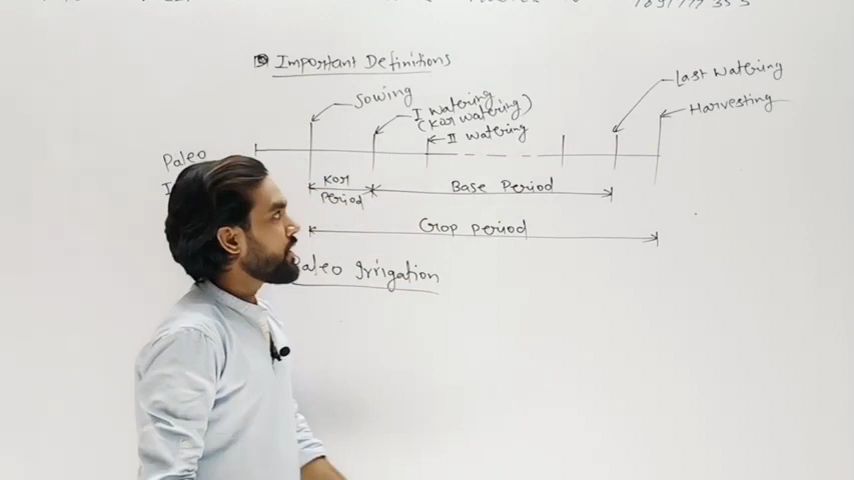 Important Definitions
Sowing
I watering
(Kor watering)
II watering
Last watering
Harvesting
Paleo
I
Kor
Period
Base Period
Crop period
Paleo Irrigation